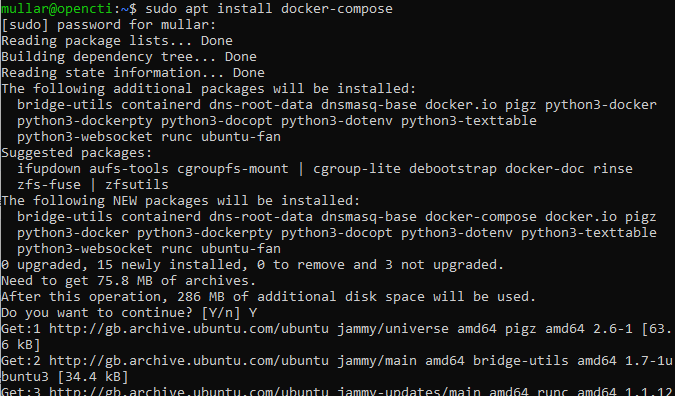 mullar@opencti:~$ sudo apt install docker-compose
[sudo] password for mullar:
Reading package lists... Done
Building dependency tree... Done
Reading state information... Done
The following additional packages will be installed:
  bridge-utils containerd dns-root-data dnsmasq-base docker.io pigz python3-docker
  python3-dockerpty python3-docopt python3-dotenv python3-texttable
  python3-websocket runc ubuntu-fan
Suggested packages:
  ifupdown aufs-tools cgroupfs-mount | cgroup-lite debootstrap docker-doc rinse
  zfs-fuse | zfsutils
The following NEW packages will be installed:
  bridge-utils containerd dns-root-data dnsmasq-base docker-compose docker.io pigz
  python3-docker python3-dockerpty python3-docopt python3-dotenv python3-texttable
  python3-websocket runc ubuntu-fan
0 upgraded, 15 newly installed, 0 to remove and 3 not upgraded.
Need to get 75.8 MB of archives.
After this operation, 286 MB of additional disk space will be used.
Do you want to continue? [Y/n] Y
Get:1 http://gb.archive.ubuntu.com/ubuntu jammy/universe amd64 pigz amd64 2.6-1 [63.
6 kB]
Get:2 http://gb.archive.ubuntu.com/ubuntu jammy/main amd64 bridge-utils amd64 1.7-1u
buntu3 [34.4 kB]
Get:3 http://gb.archive.ubuntu.com/ubuntu jammy-updates/main amd64 runc amd64 1.1.12